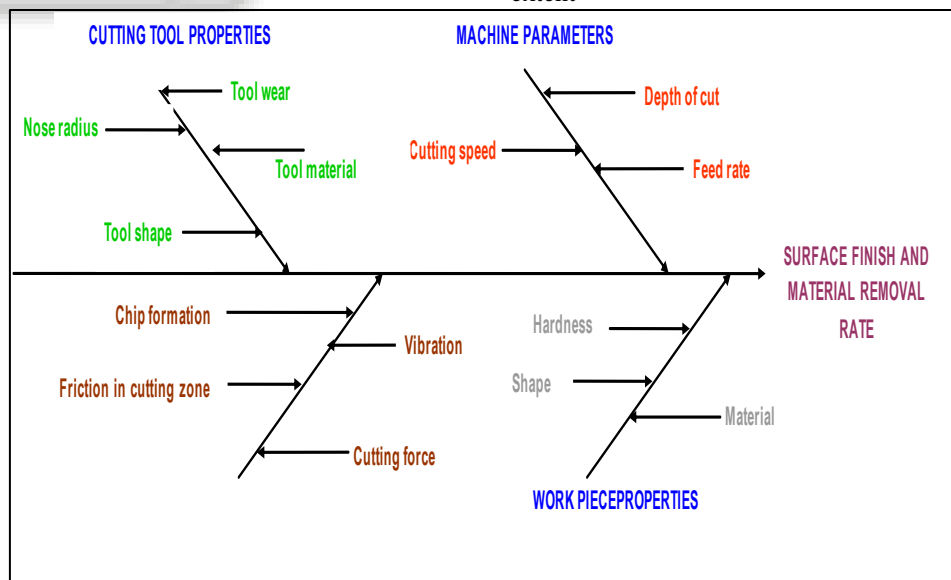 CUTTING TOOL PROPERTIES
MACHINE PARAMETERS
Tool wear
Nose radius
Tool material
Tool shape
Depth of cut
Cutting speed
Feed rate
SURFACE FINISH AND
MATERIAL REMOVAL
RATE
Chip formation
Vibration
Friction in cutting zone
Cutting force
Hardness
Shape
Material
WORK PIECEPROPERTIES